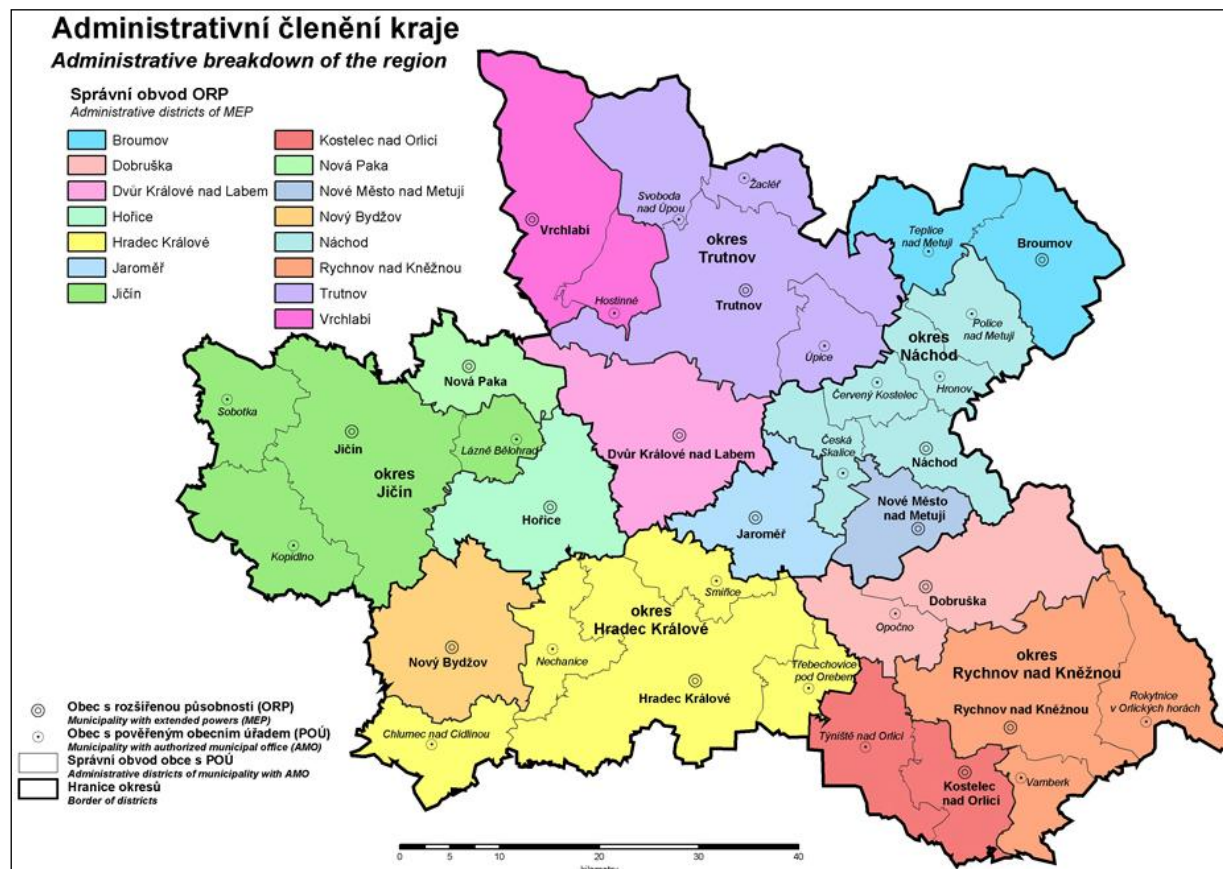 Administrativní členění kraje
Administrative breakdown of the region
Správní obvod ORP
Administrative districts of MEP
Broumov
Dobruška
Dvůr Králové nad Labem
Hořice
Hradec Králové
Jaroměř
Jičín
Kostelec nad Orlicí
Nová Paka
Nové Město nad Metují
Nový Bydžov
Náchod
Rychnov nad Kněžnou
Trutnov
Vrchlabí
Vrchlabí
Hostinné
Svoboda
nad Úpou
Žacléř
okres
Trutnov
Trutnov
Úpice
Teplice
nad Metují
Broumov
Police
nad Metují
okres
Náchod
Hronov
Červený Kostelec
Česká
Skalice
Náchod
Nové Město
nad Metují
Nová Paka
Sobotka
Jičín
Lázně Bělohrad
okres
Jičín
Kopidlno
Hořice
Dvůr Králové nad Labem
Jaroměř
Smiřice
okres
Hradec Králové
Nechanice
Nový Bydžov
Hradec Králové
Třebechovice
pod Orebem
Chlumec nad Cidlinou
Dobruška
Opočno
okres
Rychnov nad Kněžnou
Rychnov nad Kněžnou
Rokytnice
v Orlických horách
Týniště nad Orlicí
Kostelec
nad Orlicí
Vamberk
Obec s rozšířenou působností (ORP)
Municipality with extended powers (MEP)
Obec s pověřeným obecním úřadem (POÚ)
Municipality with authorized municipal office (AMO)
Správní obvod obce s POÚ
Administrative districts of municipality with AMO
Hranice okresů
Border of districts
0 5 10 20 30 40